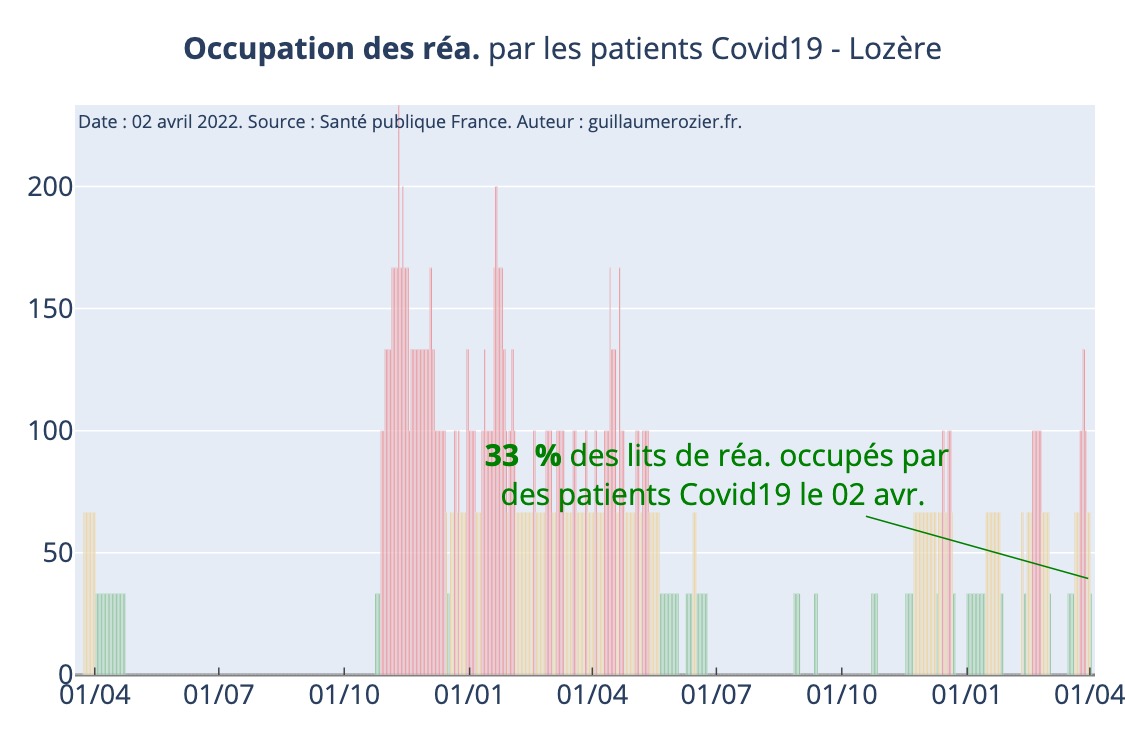 Occupation des réa. par les patients Covid19 - Lozère
Date : 02 avril 2022. Source : Santé publique France. Auteur : guillaumerozier.fr.
200
150
100
33 % des lits de réa. occupés par
des patients Covid19 le 02 avr.
50
0
01/04 01/07 01/10 01/01 01/04 01/07 01/10 01/01 01/04